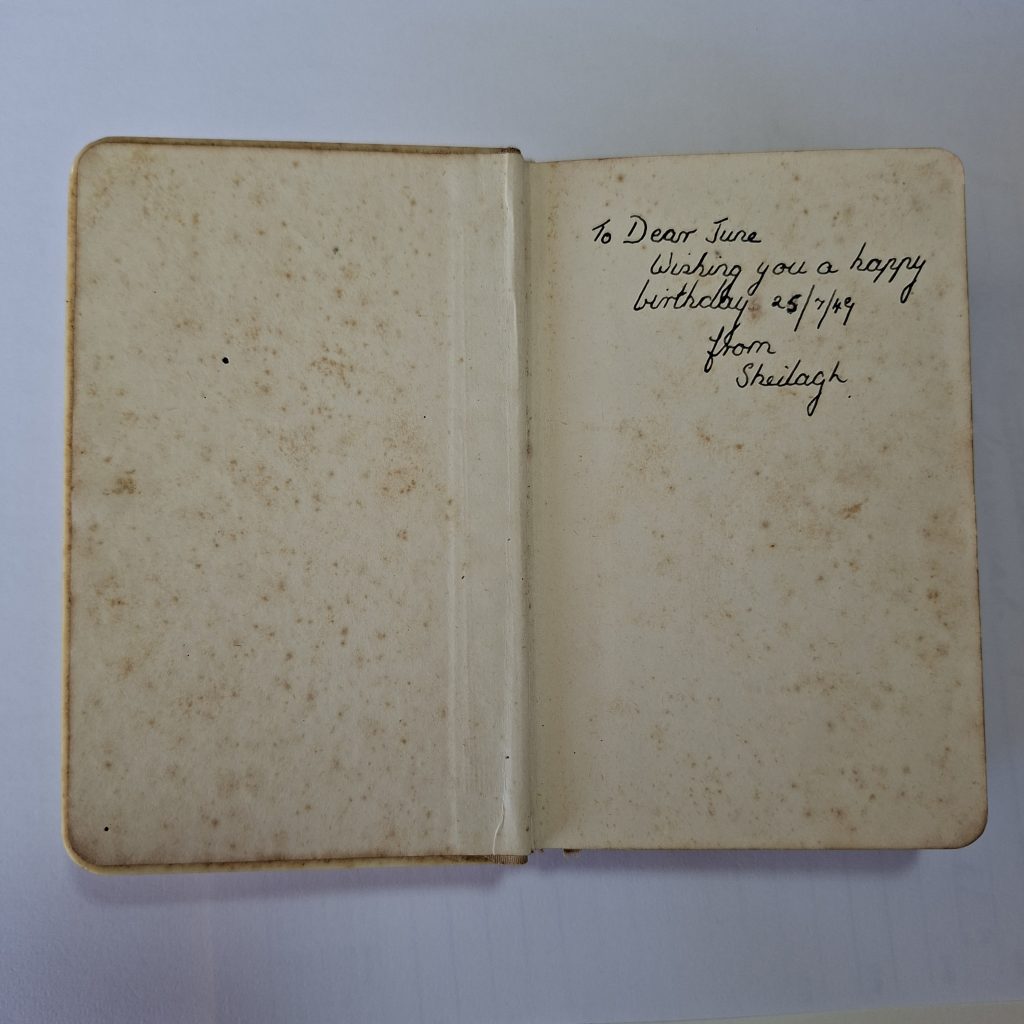 To Dear June
Wishing you a happy
birthday 25/7/49
from
Sheilagh.